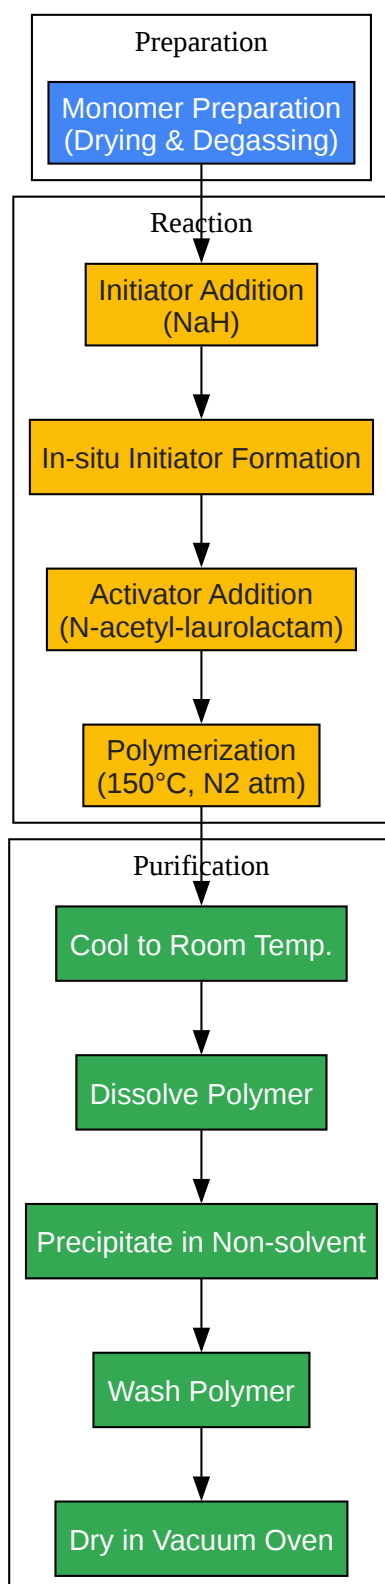 Preparation
Monomer Preparation
(Drying & Degassing)
Reaction
Initiator Addition
(NaH)
In-situ Initiator Formation
Activator Addition
(N-acetyl-laurolactam)
Polymerization
(150°C, N2 atm)
Purification
Cool to Room Temp.
Dissolve Polymer
Precipitate in Non-solvent
Wash Polymer
Dry in Vacuum Oven